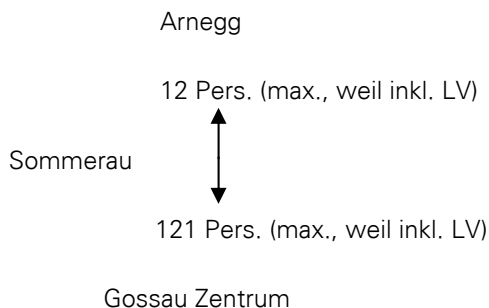 Arnegg
12 Pers. (max., weil inkl. LV)
Sommerau
121 Pers. (max., weil inkl. LV)
Gossau Zentrum